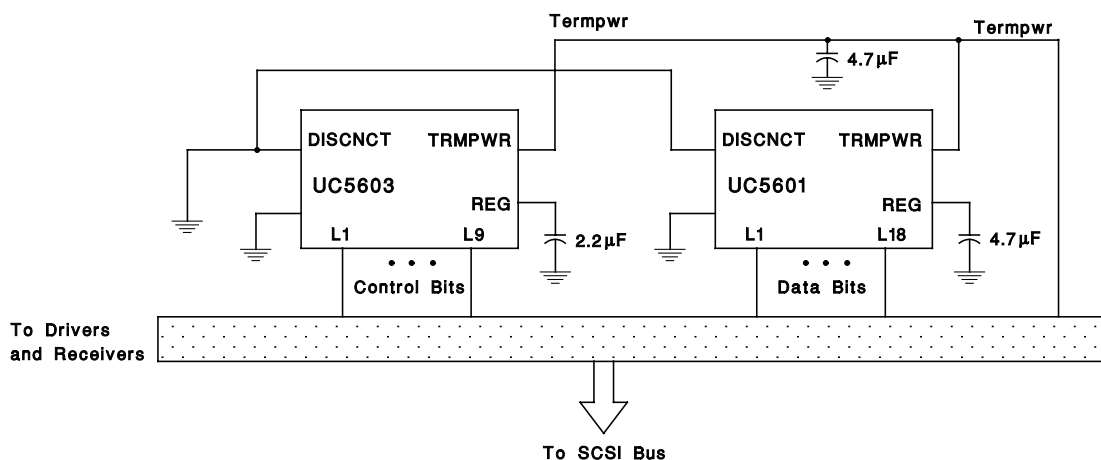 Termpwr
Termpwr
4.7μF
DISCNCT TRMPWR
DISCNCT TRMPWR
UC5603
UC5601
REG
REG
L1 L9
2.2μF
L1 L18
4.7μF
Control Bits
Data Bits
To Drivers
and Receivers
To SCSI Bus